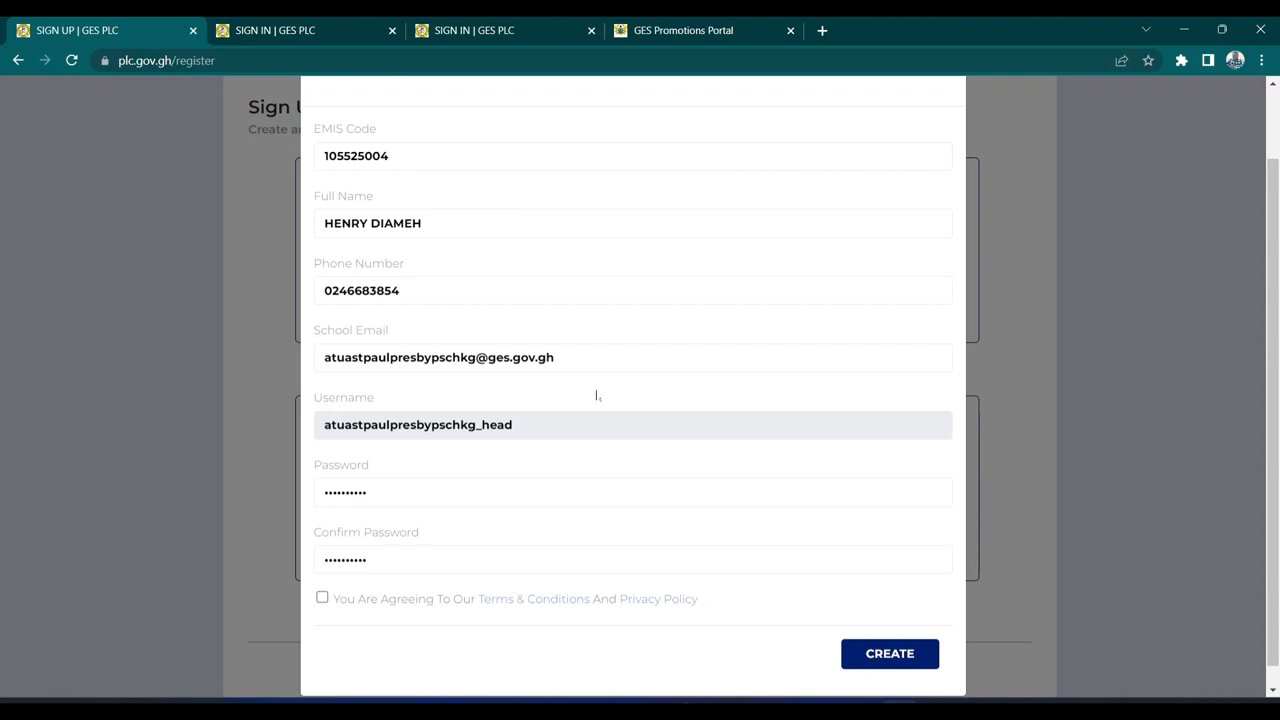 SIGN UP | GES PLC
SIGN IN | GES PLC
SIGN IN | GES PLC
GES Promotions Portal
plc.gov.gh/register
Sign U
Create an
EMIS Code
105525004
Full Name
HENRY DIAMEH
Phone Number
0246683854
School Email
atuastpaulpresbypschkg@ges.gov.gh
Username
atuastpaulpresbypschkg_head
Password
••••••••••
Confirm Password
••••••••••
You Are Agreeing To Our Terms & Conditions And Privacy Policy
CREATE